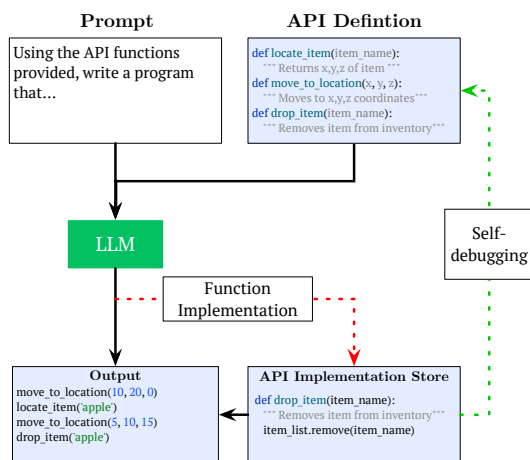 Prompt
Using the API functions
provided, write a program
that...
API Defintion
def locate_item(item_name):
""" Returns x,y,z of item """
def move_to_location(x, y, z):
""" Moves to x,y,z coordinates"""
def drop_item(item_name):
""" Removes item from inventory"""
LLM
Self-
debugging
Function
Implementation
Output
move_to_location(10, 20, 0)
locate_item('apple')
move_to_location(5, 10, 15)
drop_item('apple')
API Implementation Store
def drop_item(item_name):
""" Removes item from inventory"""
item_list.remove(item_name)